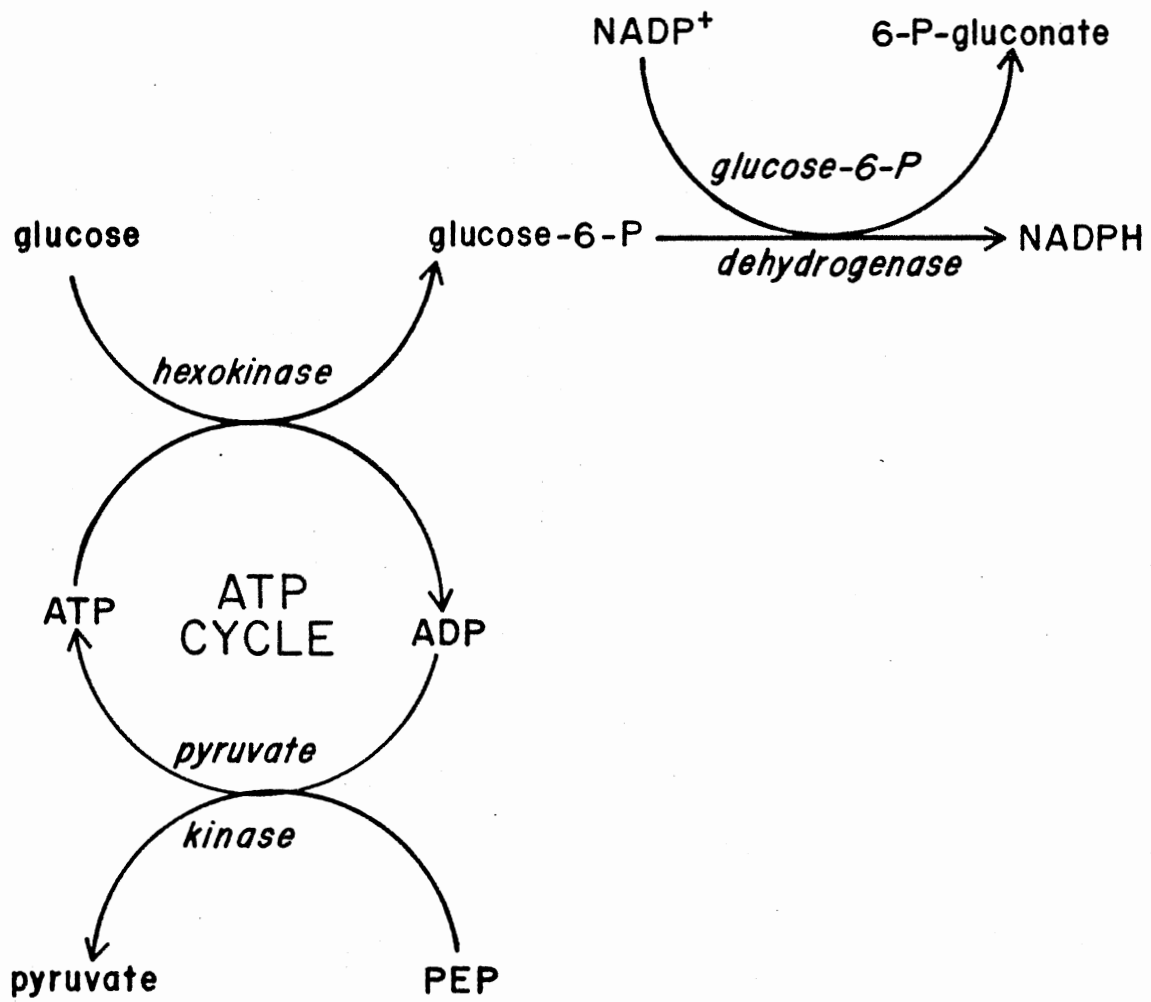 NADP+ 6-P-gluconate
glucose-6-P
glucose glucose-6-P NADPH
dehydrogenase
hexokinase
ATP
CYCLE
ATP ADP
pyruvate
kinase
pyruvate PEP